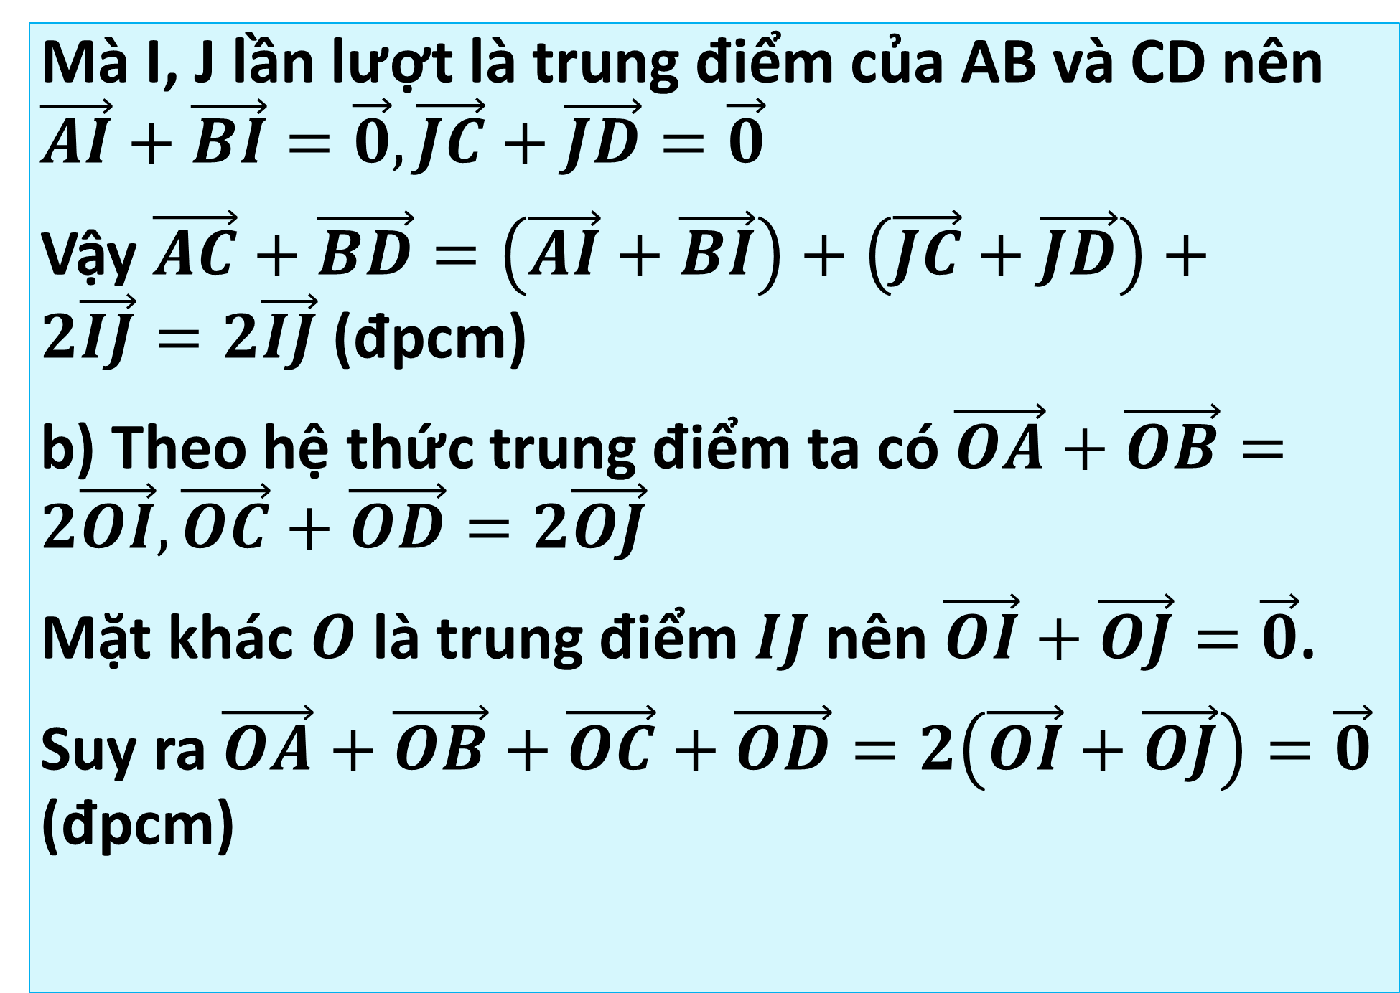 Mà I, J lần lượt là trung điểm của AB và CD nên
$\overrightarrow{AI} + \overrightarrow{BI} = \vec{0}, \overrightarrow{JC} + \overrightarrow{JD} = \vec{0}$
Vậy $\overrightarrow{AC} + \overrightarrow{BD} = (\overrightarrow{AI} + \overrightarrow{BI}) + (\overrightarrow{JC} + \overrightarrow{JD}) +$
$2\overrightarrow{IJ} = 2\overrightarrow{IJ}$ (đpcm)
b) Theo hệ thức trung điểm ta có $\overrightarrow{OA} + \overrightarrow{OB} =$
$2\overrightarrow{OI}, \overrightarrow{OC} + \overrightarrow{OD} = 2\overrightarrow{OJ}$
Mặt khác $O$ là trung điểm $IJ$ nên $\overrightarrow{OI} + \overrightarrow{OJ} = \vec{0}$.
Suy ra $\overrightarrow{OA} + \overrightarrow{OB} + \overrightarrow{OC} + \overrightarrow{OD} = 2(\overrightarrow{OI} + \overrightarrow{OJ}) = \vec{0}$
(đpcm)